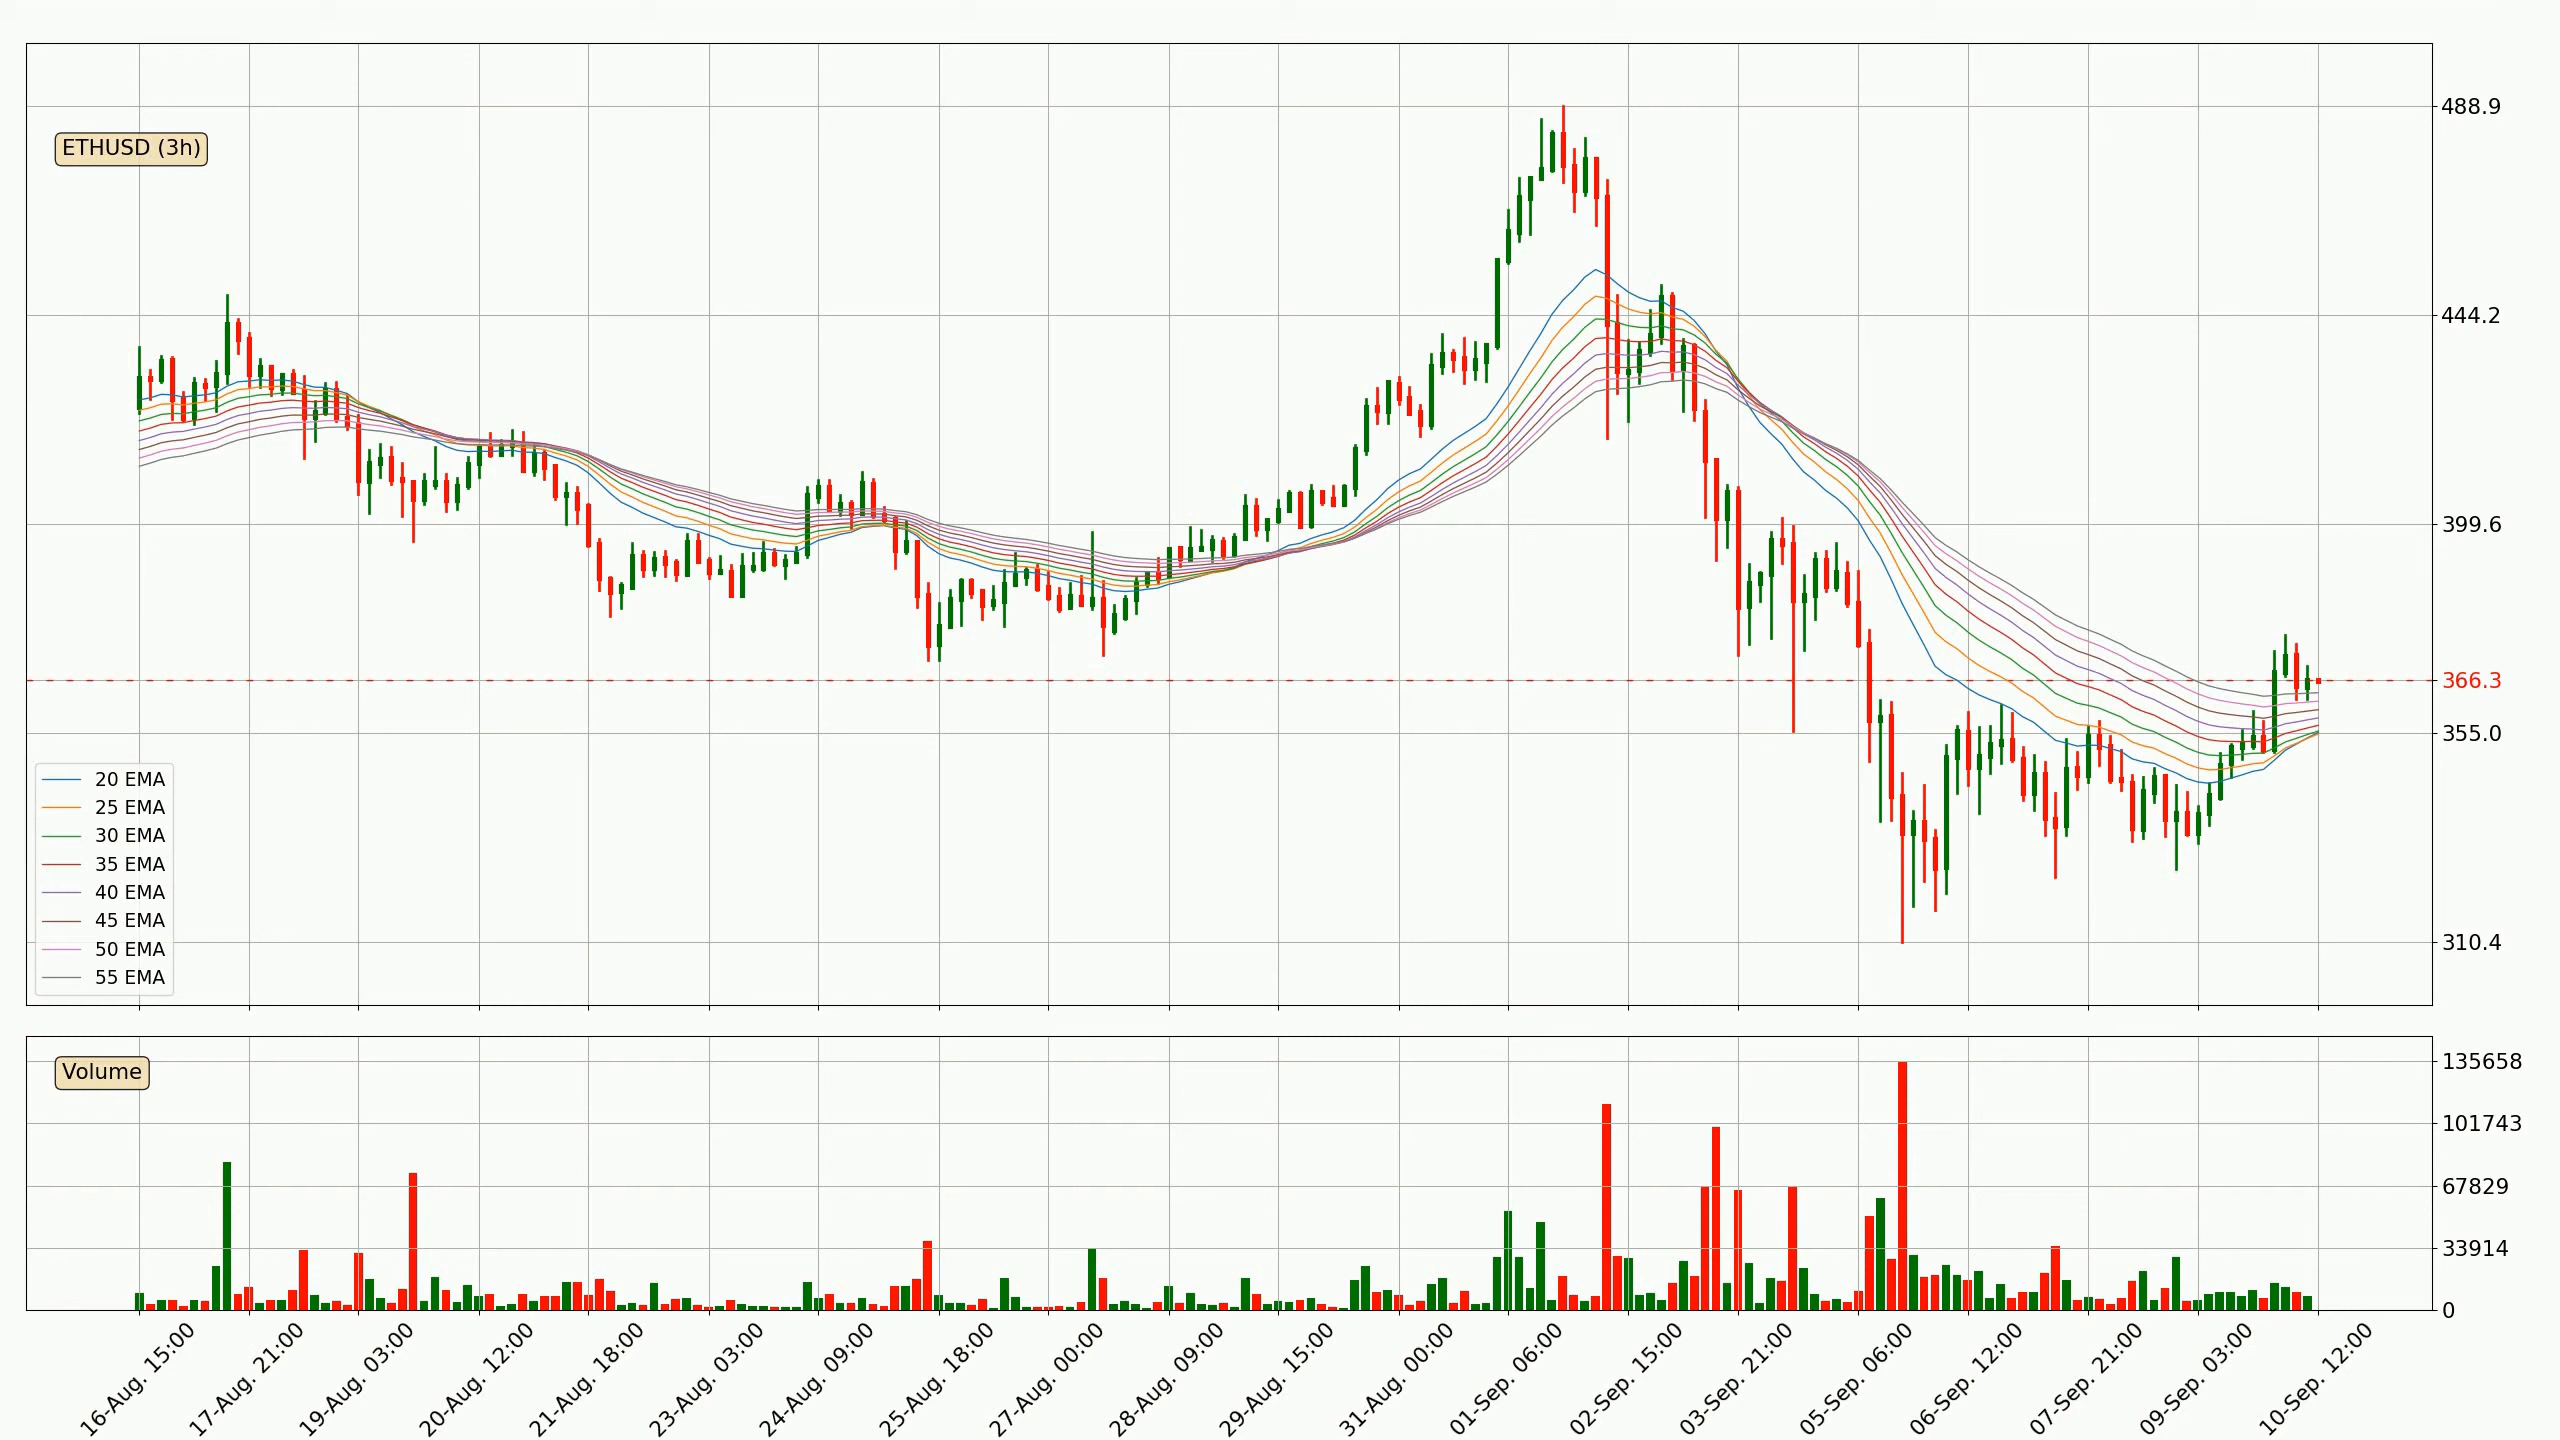 488.9
ETHUSD (3h)
444.2
399.6
366.3
355.0
310.4
20 EMA
25 EMA
30 EMA
35 EMA
40 EMA
45 EMA
50 EMA
55 EMA
Volume
135658
101743
67829
33914
0
16-Aug. 15:00
17-Aug. 21:00
19-Aug. 03:00
20-Aug. 12:00
21-Aug. 18:00
23-Aug. 03:00
24-Aug. 09:00
25-Aug. 18:00
27-Aug. 00:00
28-Aug. 09:00
29-Aug. 15:00
31-Aug. 00:00
01-Sep. 06:00
02-Sep. 15:00
03-Sep. 21:00
05-Sep. 06:00
06-Sep. 12:00
07-Sep. 21:00
09-Sep. 03:00
10-Sep. 12:00